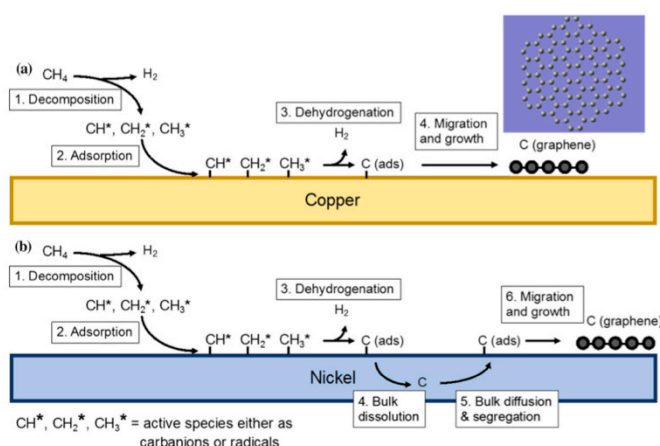 (a)
CH₄
H₂
1. Decomposition
CH*, CH₂*, CH₃*
2. Adsorption
CH* CH₂* CH₃*
3. Dehydrogenation
H₂
C (ads)
4. Migration
and growth
C (graphene)
Copper
(b)
CH₄
H₂
1. Decomposition
CH*, CH₂*, CH₃*
2. Adsorption
CH* CH₂* CH₃*
3. Dehydrogenation
H₂
C (ads)
4. Bulk
dissolution
C
5. Bulk diffusion
& segregation
C (ads)
6. Migration
and growth
C (graphene)
Nickel
CH*, CH₂*, CH₃* = active species either as
carbanions or radicals